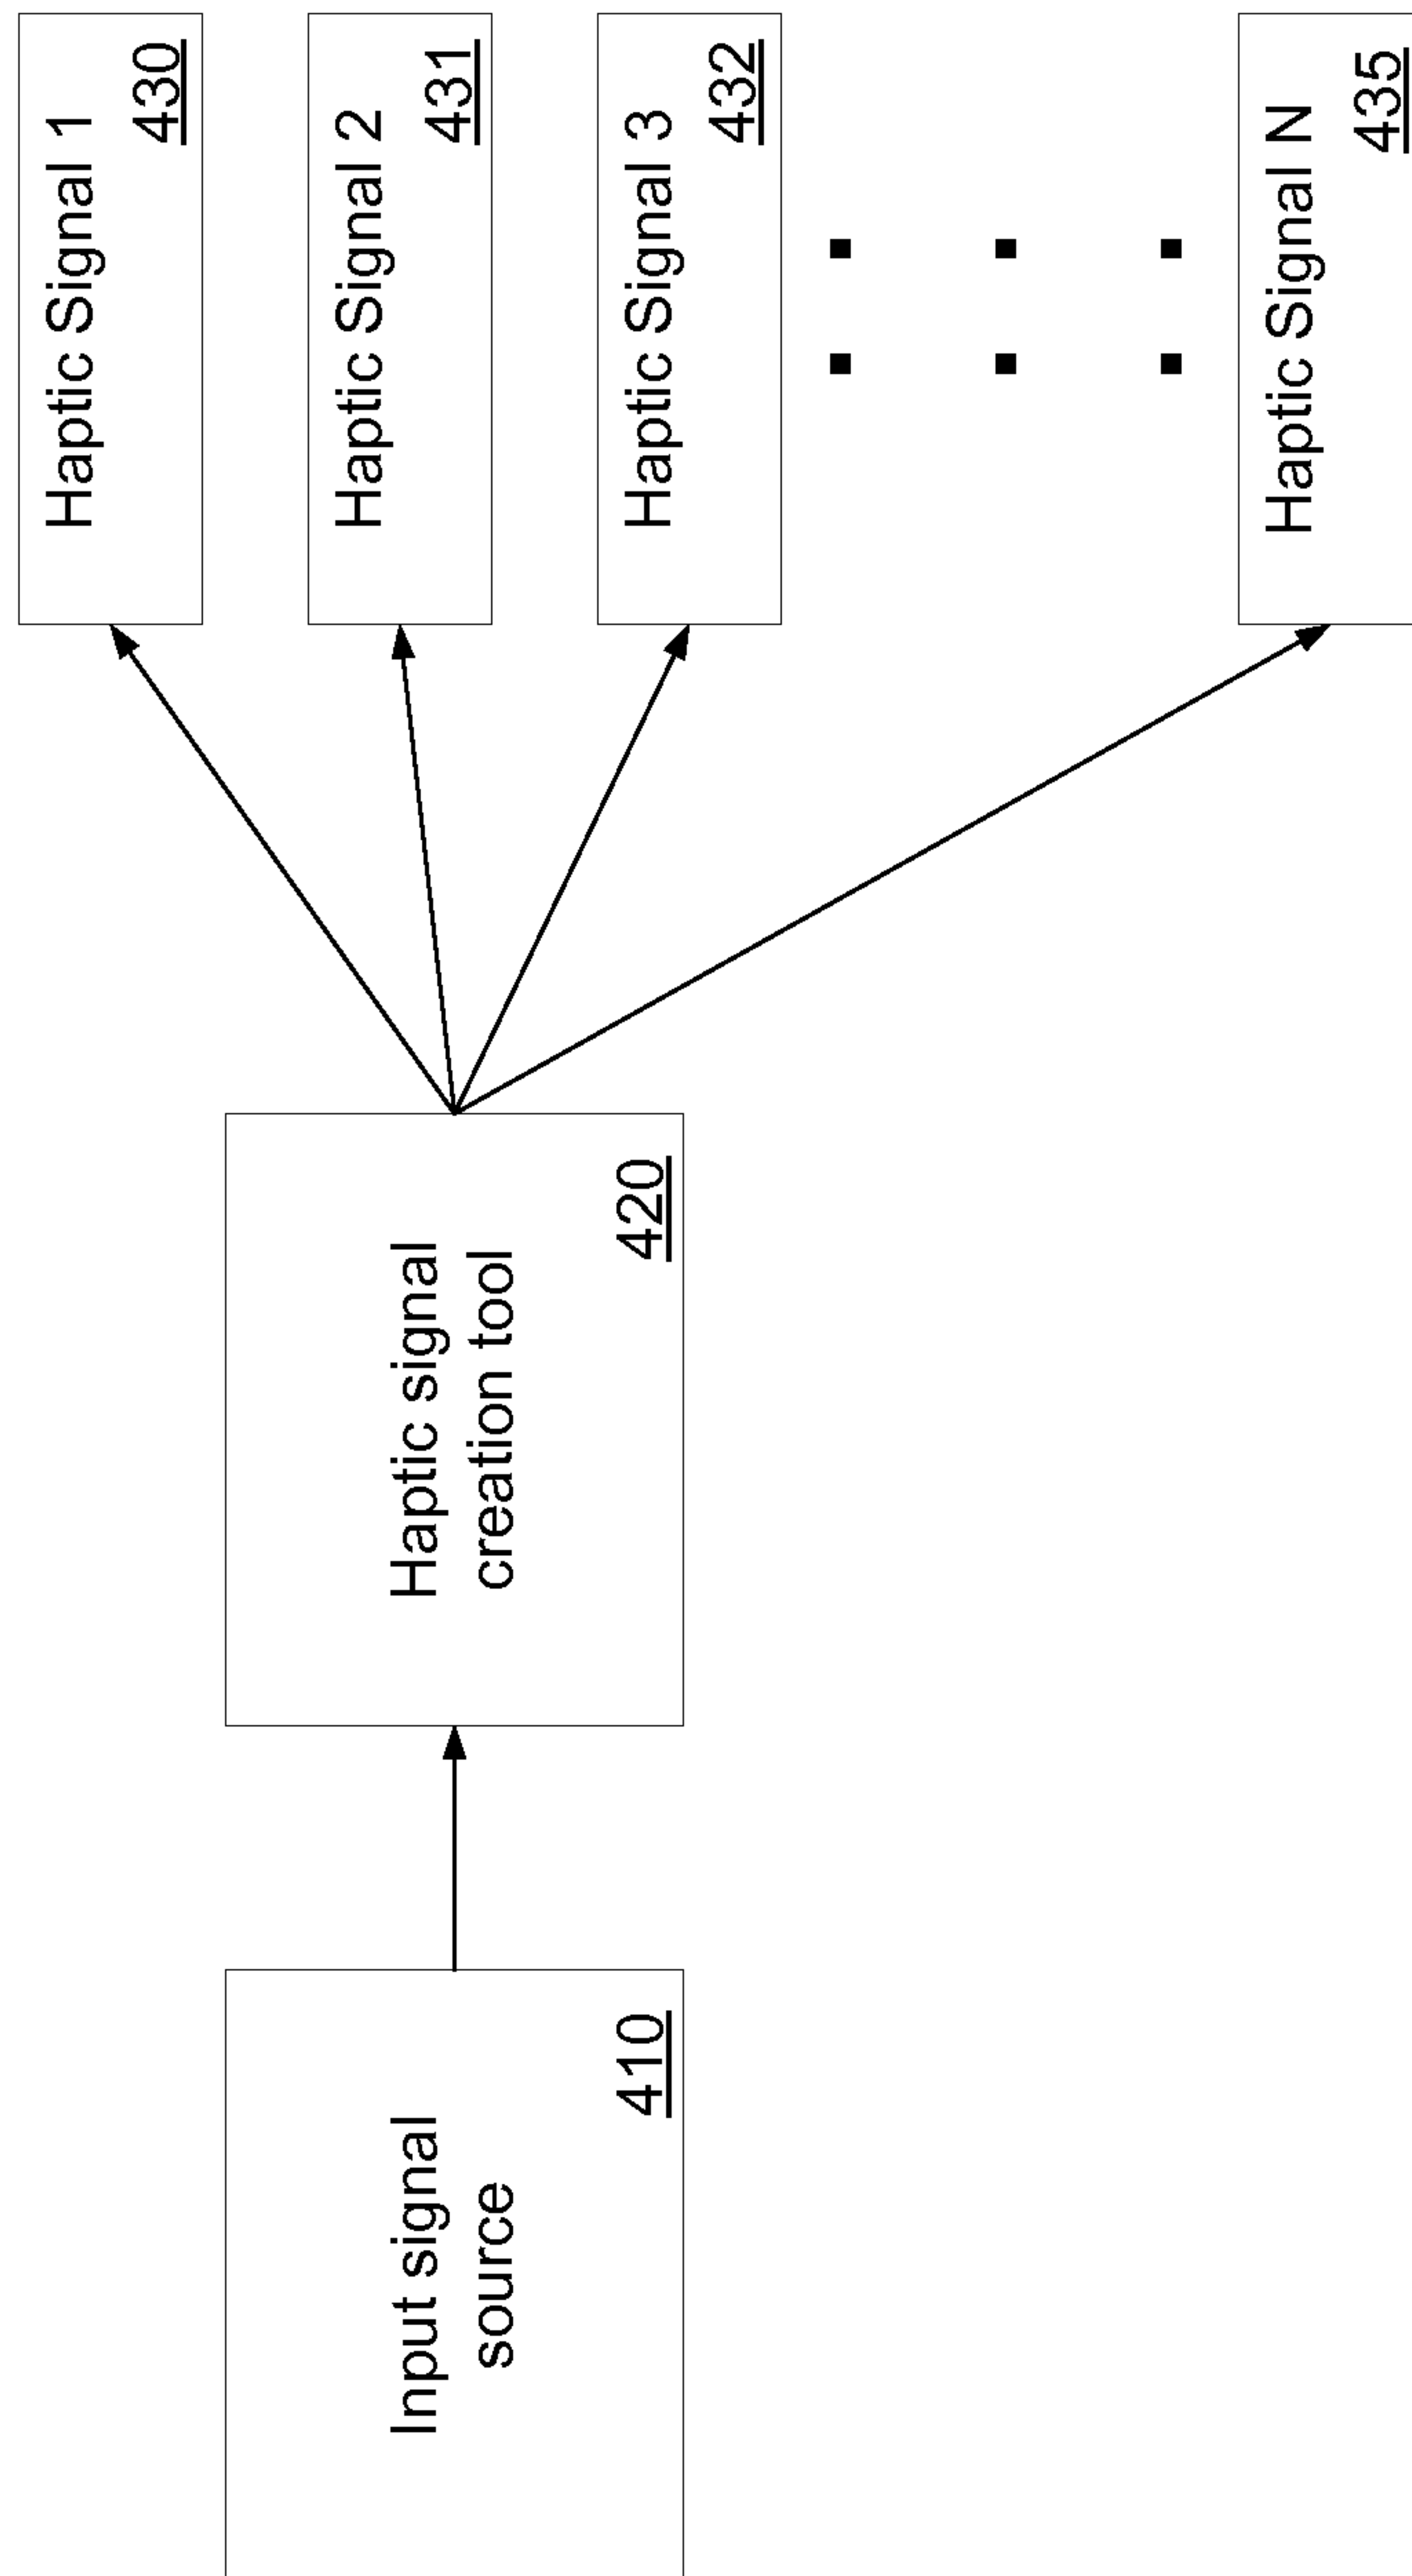 Input signal
source
410
Haptic signal
creation tool
420
Haptic Signal 1
430
Haptic Signal 2
431
Haptic Signal 3
432
Haptic Signal N
435